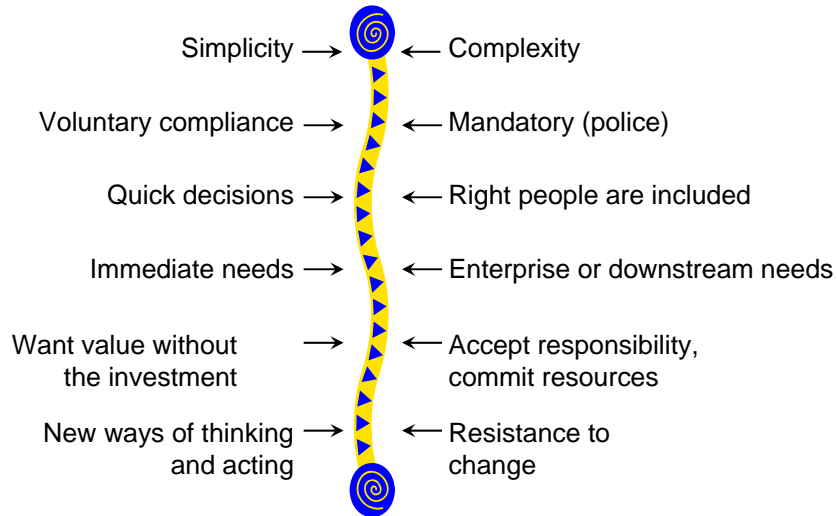 Simplicity
Complexity
Voluntary compliance
Mandatory (police)
Quick decisions
Right people are included
Immediate needs
Enterprise or downstream needs
Want value without
the investment
Accept responsibility,
commit resources
New ways of thinking
and acting
Resistance to
change